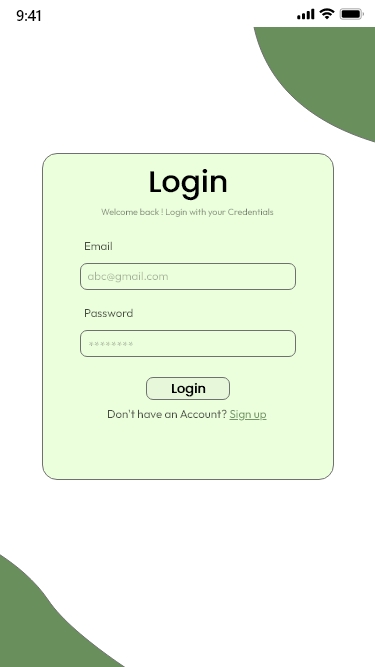 9:41
Login
Welcome back ! Login with your Credentials
Email
abc@gmail.com
Password
********
Login
Don't have an Account? Sign up